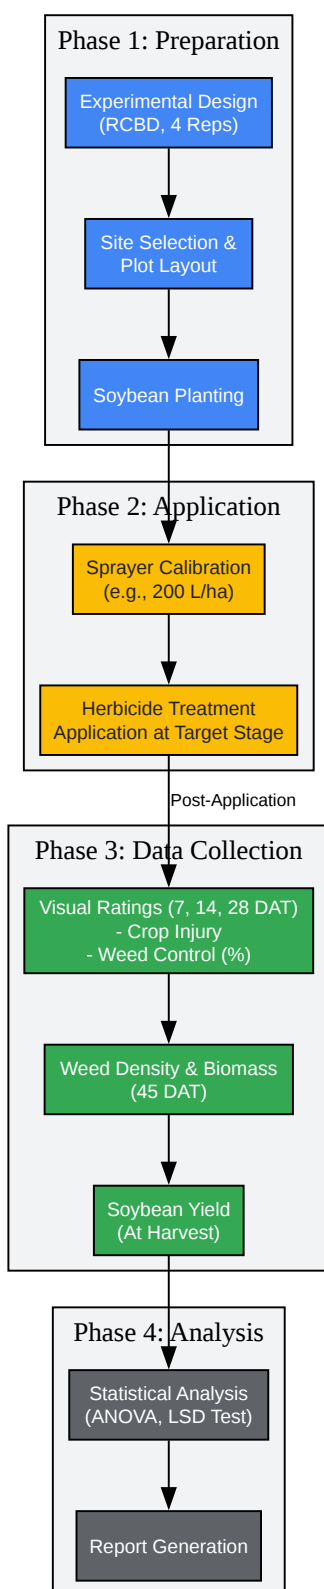 Phase 1: Preparation
Experimental Design
(RCBD, 4 Reps)
Site Selection &
Plot Layout
Soybean Planting
Phase 2: Application
Sprayer Calibration
(e.g., 200 L/ha)
Herbicide Treatment
Application at Target Stage
Post-Application
Phase 3: Data Collection
Visual Ratings (7, 14, 28 DAT)
- Crop Injury
- Weed Control (%)
Weed Density & Biomass
(45 DAT)
Soybean Yield
(At Harvest)
Phase 4: Analysis
Statistical Analysis
(ANOVA, LSD Test)
Report Generation